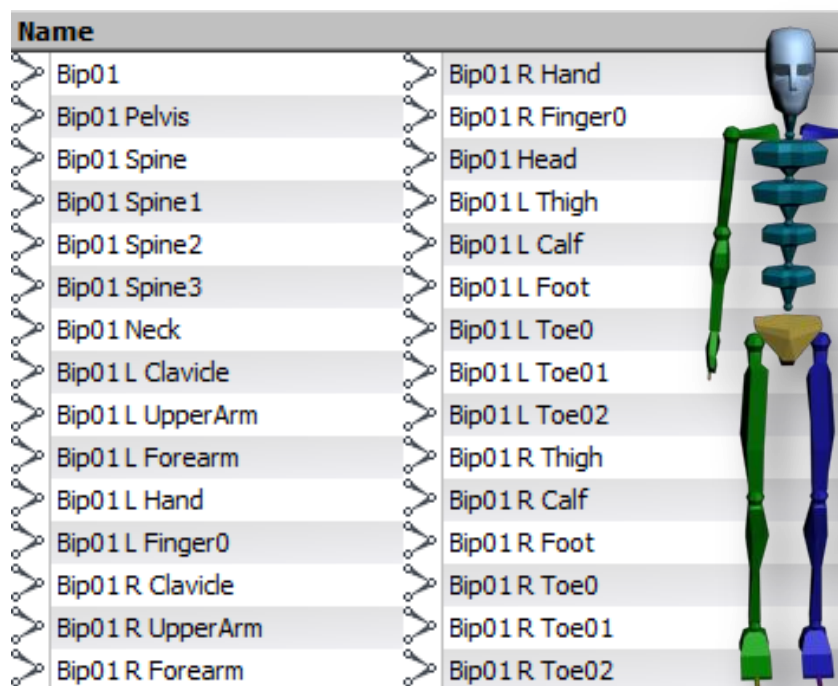 Name
Bip01
Bip01 Pelvis
Bip01 Spine
Bip01 Spine1
Bip01 Spine2
Bip01 Spine3
Bip01 Neck
Bip01 L Clavicle
Bip01 L UpperArm
Bip01 L Forearm
Bip01 L Hand
Bip01 L Finger0
Bip01 R Clavicle
Bip01 R UpperArm
Bip01 R Forearm
Bip01 R Hand
Bip01 R Finger0
Bip01 Head
Bip01 L Thigh
Bip01 L Calf
Bip01 L Foot
Bip01 L Toe0
Bip01 L Toe01
Bip01 L Toe02
Bip01 R Thigh
Bip01 R Calf
Bip01 R Foot
Bip01 R Toe0
Bip01 R Toe01
Bip01 R Toe02